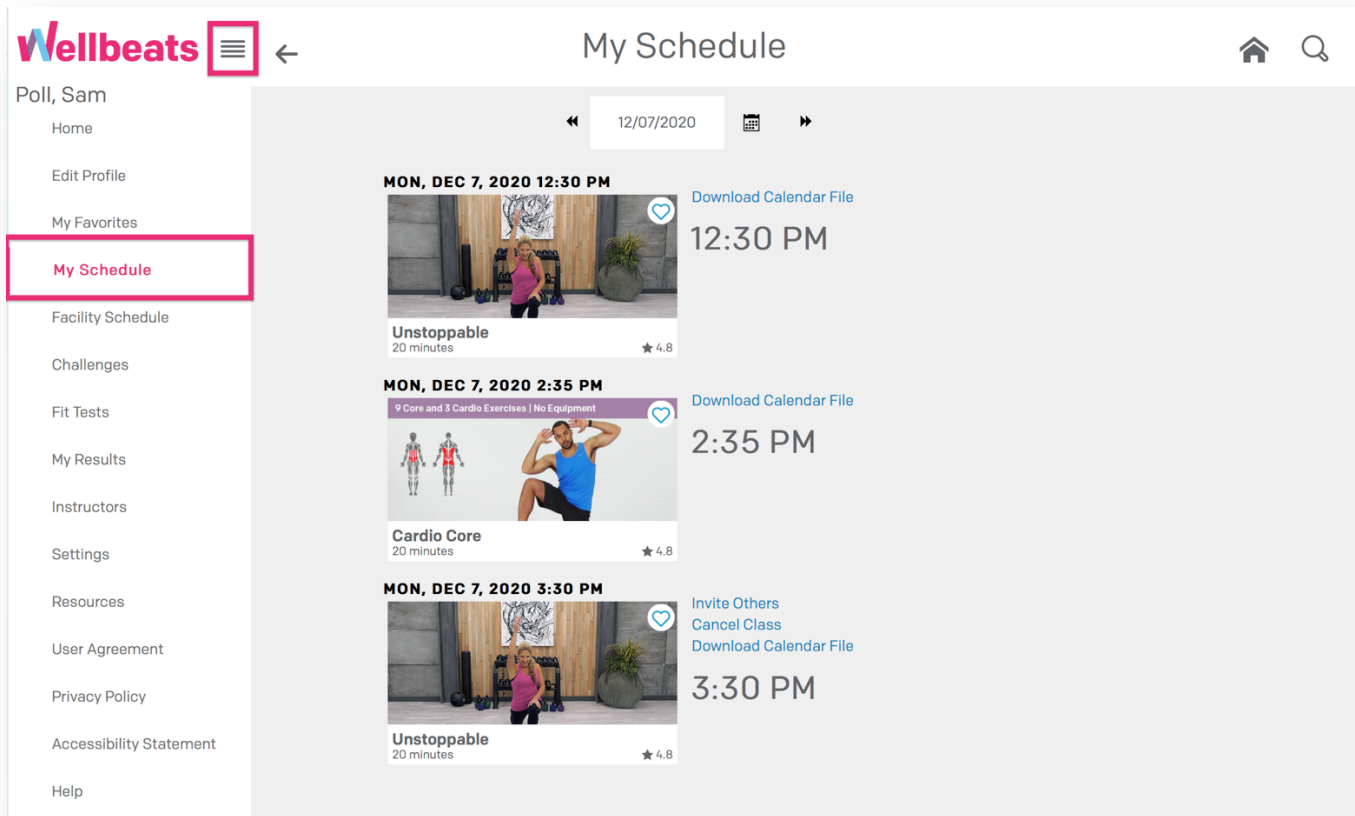 Wellbeats
My Schedule
Poll, Sam
Home
Edit Profile
My Favorites
My Schedule
Facility Schedule
Challenges
Fit Tests
My Results
Instructors
Settings
Resources
User Agreement
Privacy Policy
Accessibility Statement
Help
12/07/2020
MON, DEC 7, 2020 12:30 PM
Download Calendar File
12:30 PM
Unstoppable
20 minutes
4.8
MON, DEC 7, 2020 2:35 PM
9 Core and 3 Cardio Exercises | No Equipment
Download Calendar File
2:35 PM
Cardio Core
20 minutes
4.8
MON, DEC 7, 2020 3:30 PM
Invite Others
Cancel Class
Download Calendar File
3:30 PM
Unstoppable
20 minutes
4.8